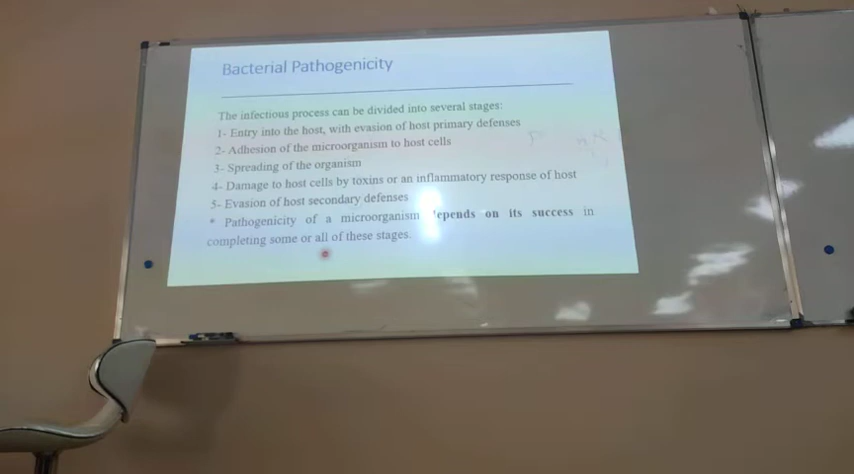 Bacterial Pathogenicity
The infectious process can be divided into several stages:
1- Entry into the host, with evasion of host primary defenses
2- Adhesion of the microorganism to host cells
3- Spreading of the organism
4- Damage to host cells by toxins or an inflammatory response of host
5- Evasion of host secondary defenses
* Pathogenicity of a microorganism depends on its success in
completing some or all of these stages.